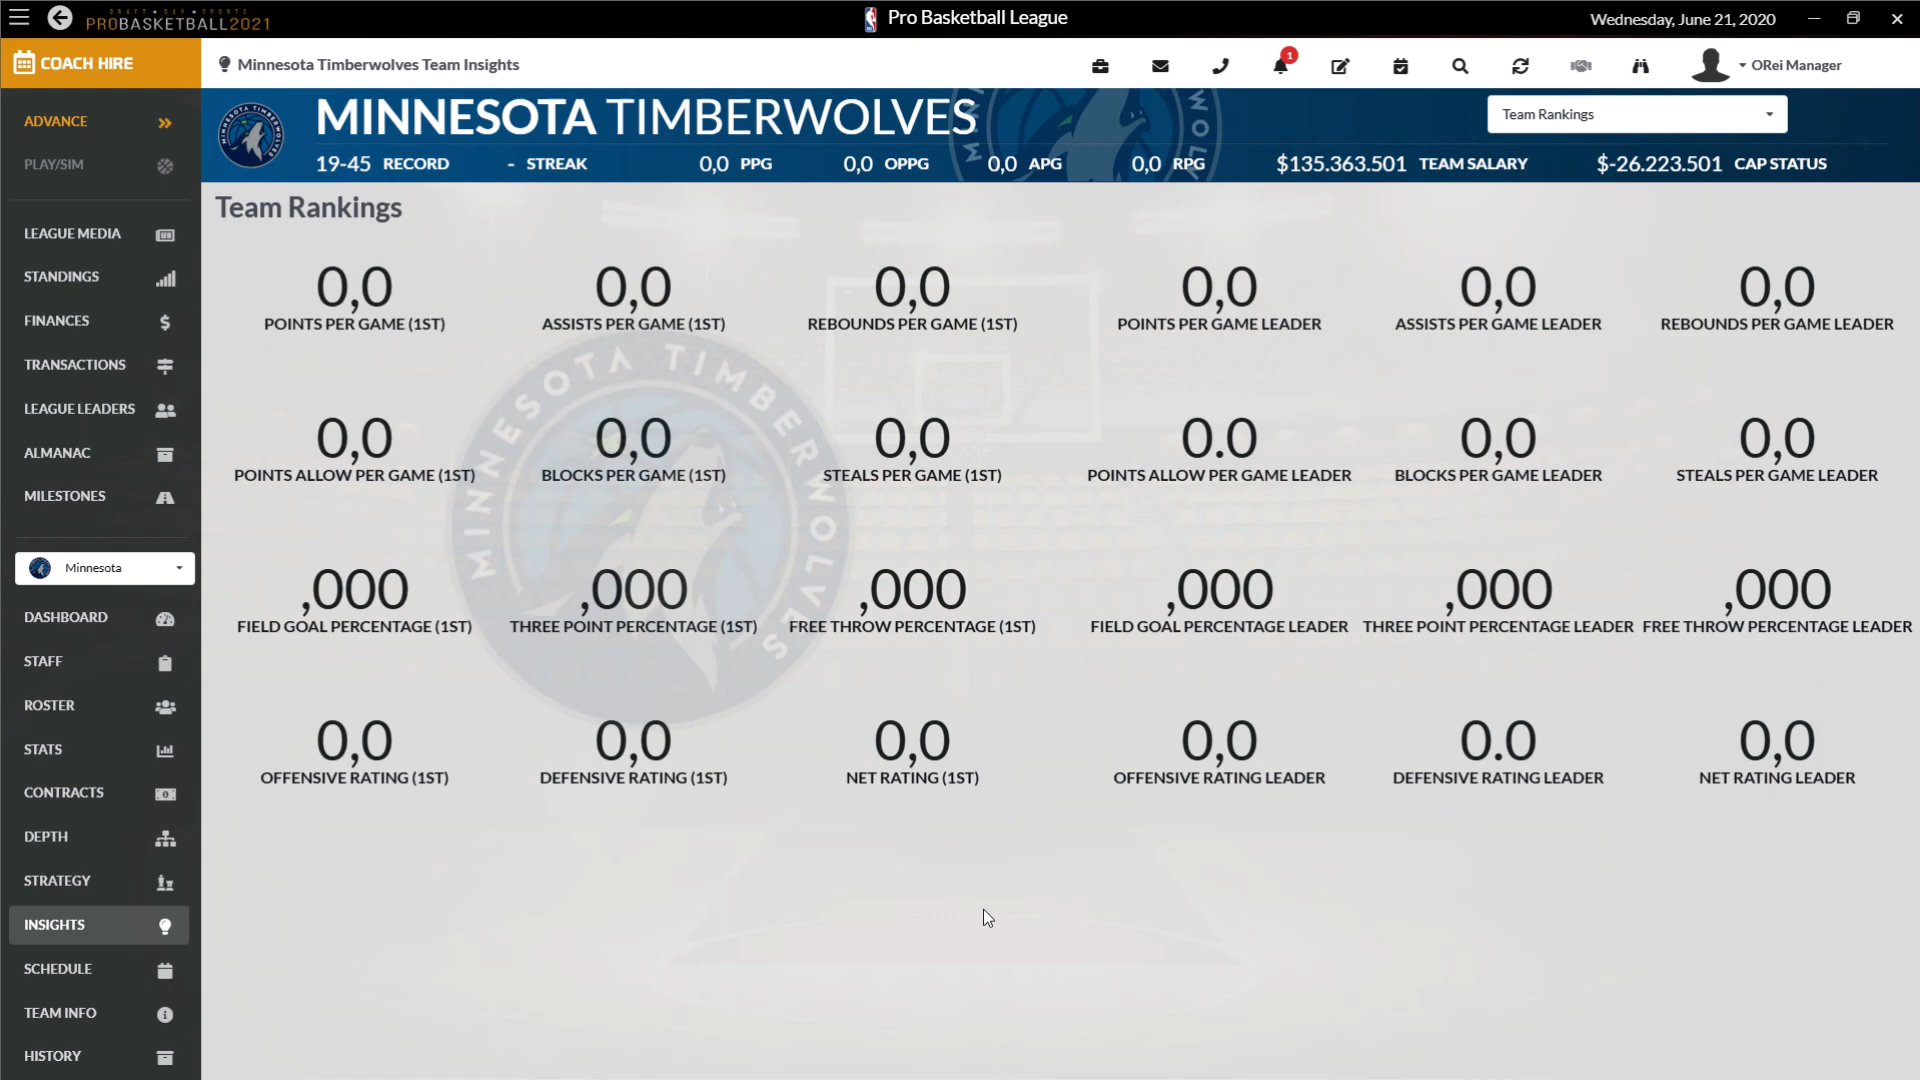 DRAFT DAY SPORTS
PROBASKETBALL2021
Pro Basketball League
Wednesday, June 21, 2020
COACH HIRE
Minnesota Timberwolves Team Insights
1
ORei Manager
MINNESOTA TIMBERWOLVES
Team Rankings
19-45 RECORD - STREAK 0,0 PPG 0,0 OPPG 0,0 APG 0,0 RPG $135.363.501 TEAM SALARY $-26.223.501 CAP STATUS
ADVANCE
PLAY/SIM
LEAGUE MEDIA
STANDINGS
FINANCES
TRANSACTIONS
LEAGUE LEADERS
ALMANAC
MILESTONES
Minnesota
DASHBOARD
STAFF
ROSTER
STATS
CONTRACTS
DEPTH
STRATEGY
INSIGHTS
SCHEDULE
TEAM INFO
HISTORY
Team Rankings
0,0 0,0 0,0 0,0 0,0 0,0
POINTS PER GAME (1ST) ASSISTS PER GAME (1ST) REBOUNDS PER GAME (1ST) POINTS PER GAME LEADER ASSISTS PER GAME LEADER REBOUNDS PER GAME LEADER
0,0 0,0 0,0 0.0 0,0 0,0
POINTS ALLOW PER GAME (1ST) BLOCKS PER GAME (1ST) STEALS PER GAME (1ST) POINTS ALLOW PER GAME LEADER BLOCKS PER GAME LEADER STEALS PER GAME LEADER
,000 ,000 ,000 ,000 ,000 ,000
FIELD GOAL PERCENTAGE (1ST) THREE POINT PERCENTAGE (1ST) FREE THROW PERCENTAGE (1ST) FIELD GOAL PERCENTAGE LEADER THREE POINT PERCENTAGE LEADER FREE THROW PERCENTAGE LEADER
0,0 0,0 0,0 0,0 0.0 0,0
OFFENSIVE RATING (1ST) DEFENSIVE RATING (1ST) NET RATING (1ST) OFFENSIVE RATING LEADER DEFENSIVE RATING LEADER NET RATING LEADER
MINNESOTA TIMBERWOLVES